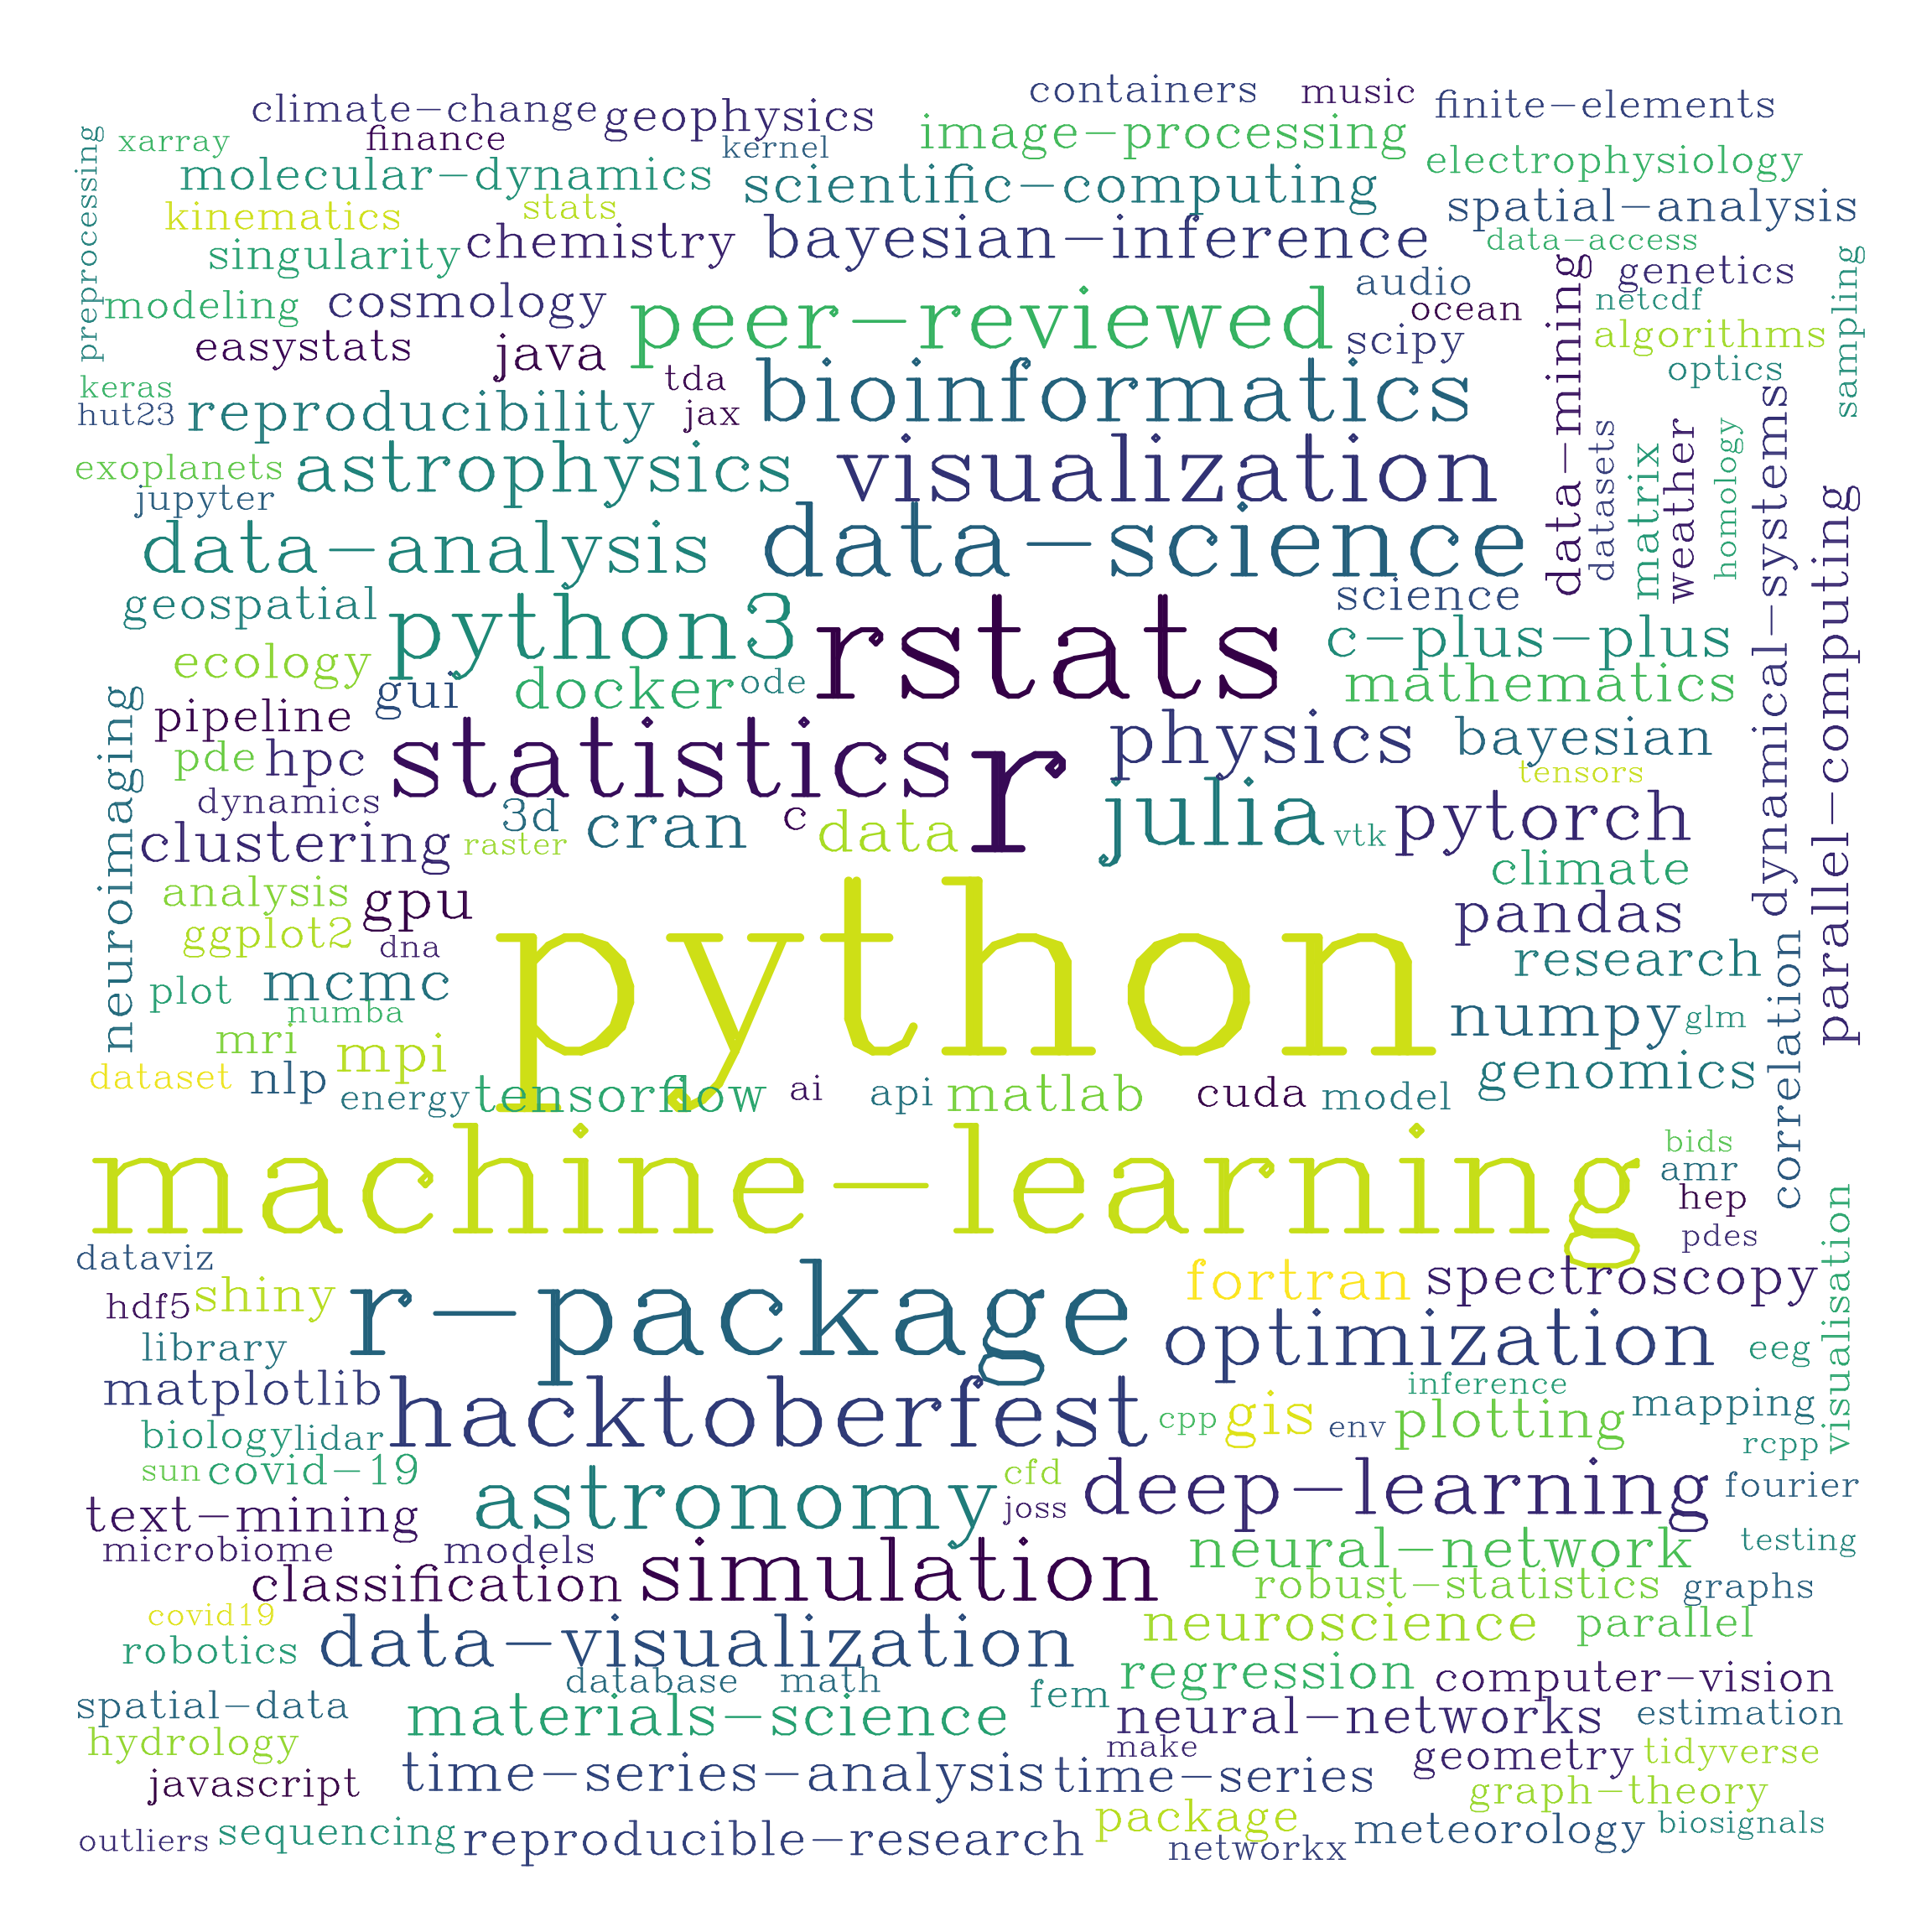 containers
music
climate-change
geophysics
finite-elements
xarray
finance
kernel
image-processing
preprocessing
electrophysiology
molecular-dynamics
scientific-computing
kinematics
stats
spatial-analysis
singularity
chemistry
bayesian-inference
data-access
genetics
sampling
modeling
cosmology
peer-reviewed
audio
ocean
data-mining
netcdf
easystats
java
scipy
algorithms
keras
tda
optics
hut23
reproducibility
jax
bioinformatics
exoplanets
astrophysics
visualization
datasets
matrix
weather
homology
dynamical-systems
jupyter
data-analysis
data-science
parallel-computing
geospatial
python3
rstats
science
ecology
c-plus-plus
gui
docker
ode
mathematics
neuroimaging
pipeline
statistics
r
physics
bayesian
pde
hpc
tensors
dynamics
3d
cran
c
data
julia
vtk
pytorch
clustering
raster
climate
analysis
gpu
pandas
ggplot2
dna
python
research
correlation
plot
mcmc
numba
numpy
glm
mri
mpi
dataset
nlp
energy
tensorflow
ai
api
matlab
cuda
model
genomics
machine-learning
bids
amr
hep
pdes
dataviz
visualisation
hdf5
shiny
r-package
fortran
spectroscopy
library
optimization
eeg
matplotlib
hacktoberfest
inference
biology
lidar
cpp
gis
env
plotting
mapping
rcpp
sun
covid-19
astronomy
cfd
deep-learning
fourier
text-mining
joss
microbiome
models
neural-network
testing
classification
simulation
robust-statistics
graphs
covid19
robotics
data-visualization
neuroscience
parallel
database
math
regression
computer-vision
spatial-data
materials-science
fem
neural-networks
estimation
hydrology
make
geometry
tidyverse
javascript
time-series-analysis
time-series
graph-theory
outliers
sequencing
reproducible-research
package
networkx
meteorology
biosignals